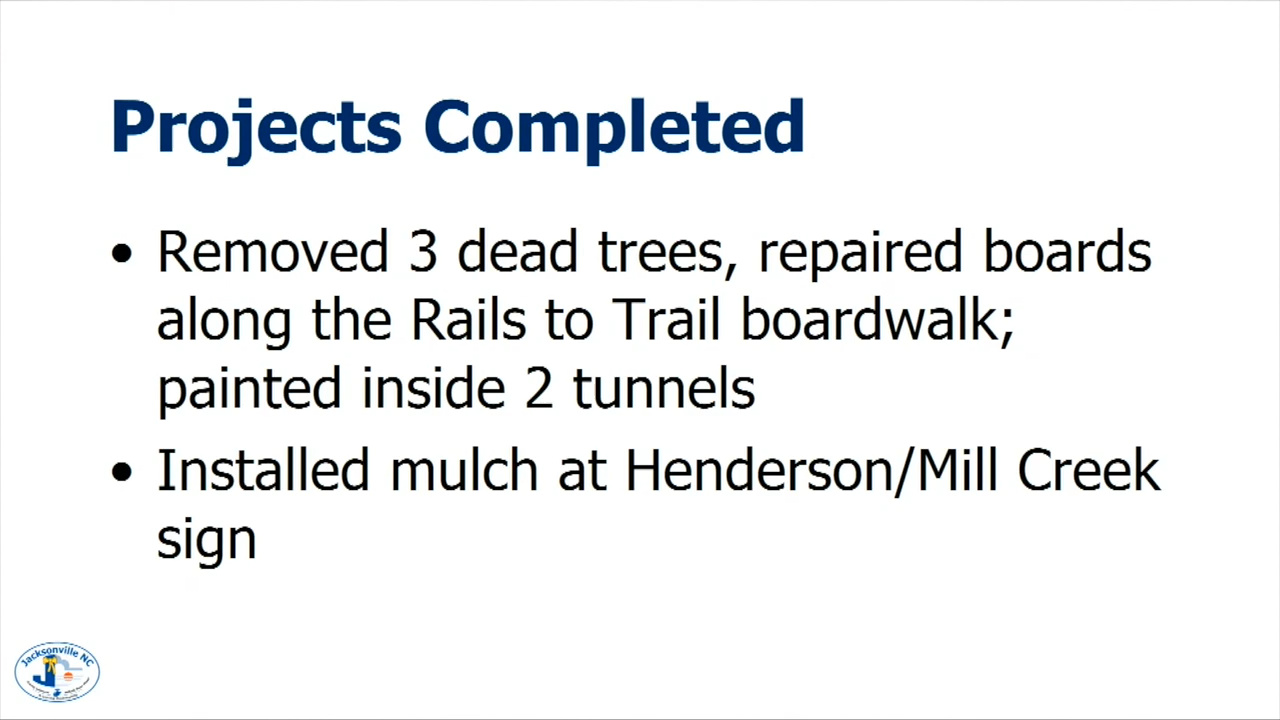 Projects Completed
• Removed 3 dead trees, repaired boards
along the Rails to Trail boardwalk;
painted inside 2 tunnels
• Installed mulch at Henderson/Mill Creek
sign
Jacksonville NC